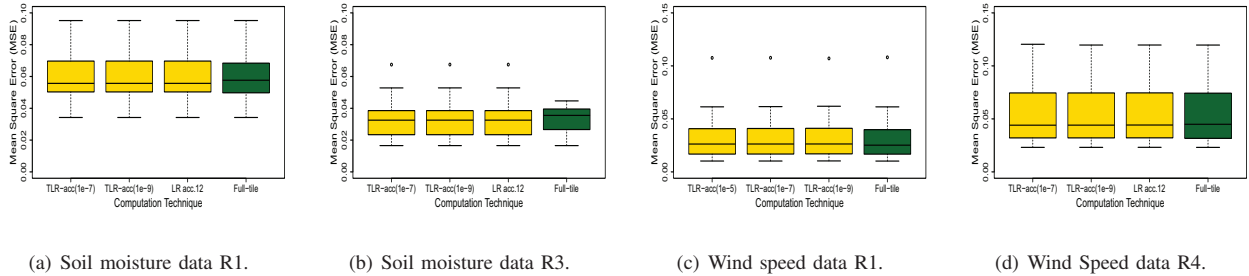 Mean Square Error (MSE)
0.00 0.02 0.04 0.06 0.08 0.10
TLR−acc(1e−7) TLR−acc(1e−9) LR acc.12 Full−tile
Computation Technique
(a) Soil moisture data R1.
Mean Square Error (MSE)
0.00 0.02 0.04 0.06 0.08 0.10
TLR−acc(1e−7) TLR−acc(1e−9) LR acc.12 Full−tile
Computation Technique
(b) Soil moisture data R3.
Mean Square Error (MSE)
0.00 0.05 0.10 0.15
TLR−acc(1e−5) TLR−acc(1e−7) TLR−acc(1e−9) Full−tile
Computation Technique
(c) Wind speed data R1.
Mean Square Error (MSE)
0.00 0.05 0.10 0.15
TLR−acc(1e−7) TLR−acc(1e−9) LR acc.12 Full−tile
Computation Technique
(d) Wind Speed data R4.